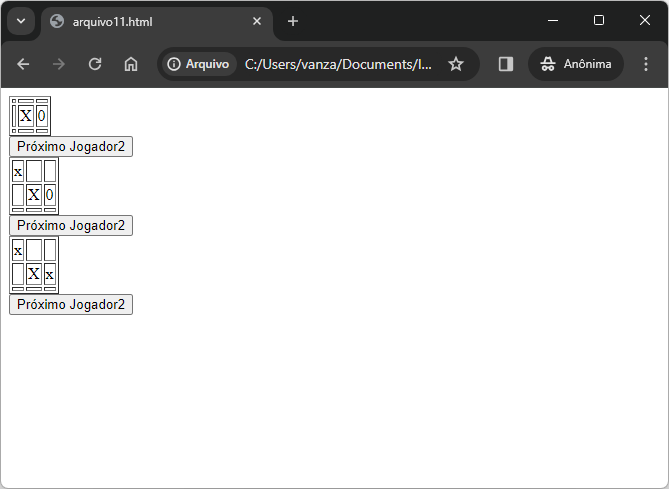 arquivo11.html
Arquivo C:/Users/vanza/Documents/I... Anônima
X 0
Próximo Jogador2
x
X 0
Próximo Jogador2
x
X x
Próximo Jogador2